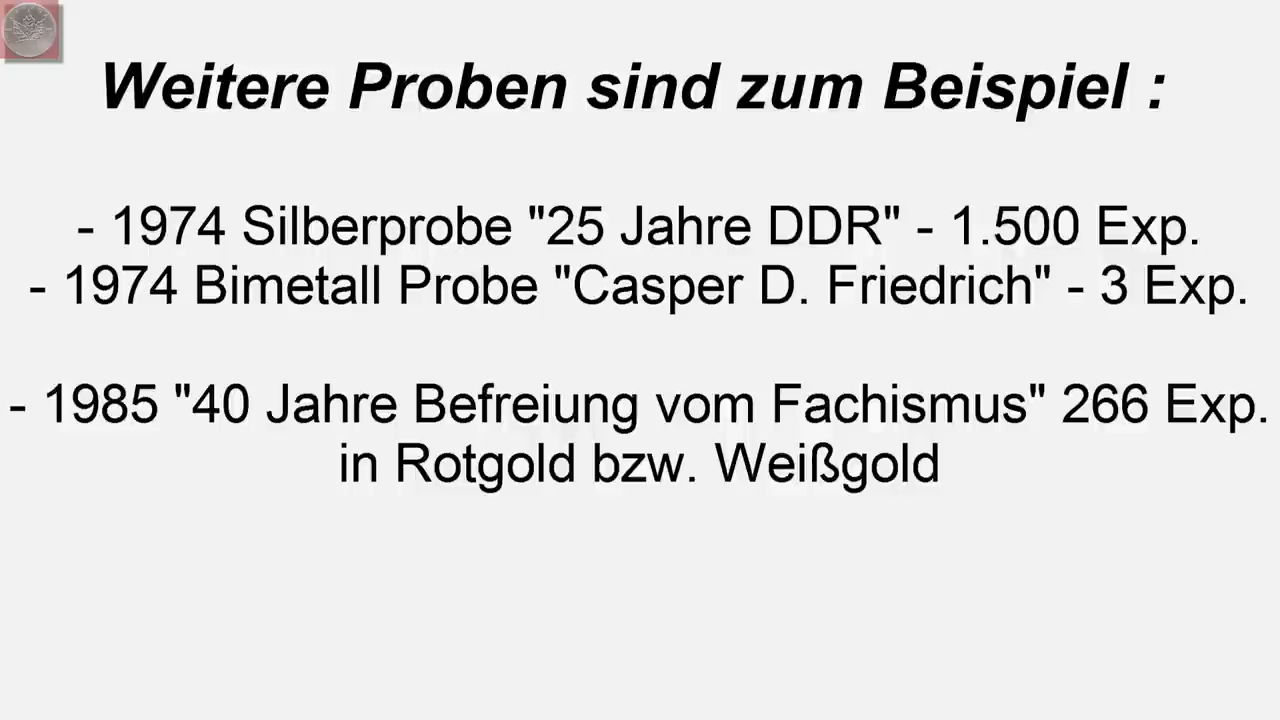 Weitere Proben sind zum Beispiel :
- 1974 Silberprobe "25 Jahre DDR" - 1.500 Exp.
- 1974 Bimetall Probe "Casper D. Friedrich" - 3 Exp.
- 1985 "40 Jahre Befreiung vom Fachismus" 266 Exp.
in Rotgold bzw. Weißgold